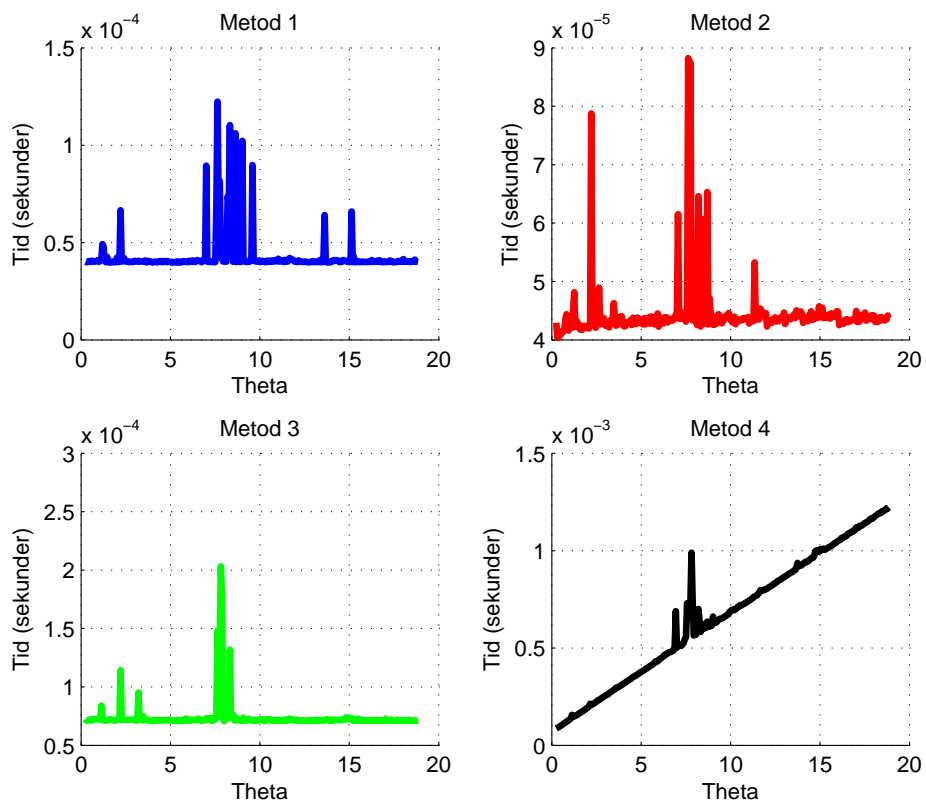 x 10⁻⁴
Metod 1
1.5
1
0.5
0
Tid (sekunder)
0 5 10 15 20
Theta
x 10⁻⁵
Metod 2
9
8
7
6
5
4
Tid (sekunder)
0 5 10 15 20
Theta
x 10⁻⁴
Metod 3
3
2.5
2
1.5
1
0.5
Tid (sekunder)
0 5 10 15 20
Theta
x 10⁻³
Metod 4
1.5
1
0.5
0
Tid (sekunder)
0 5 10 15 20
Theta